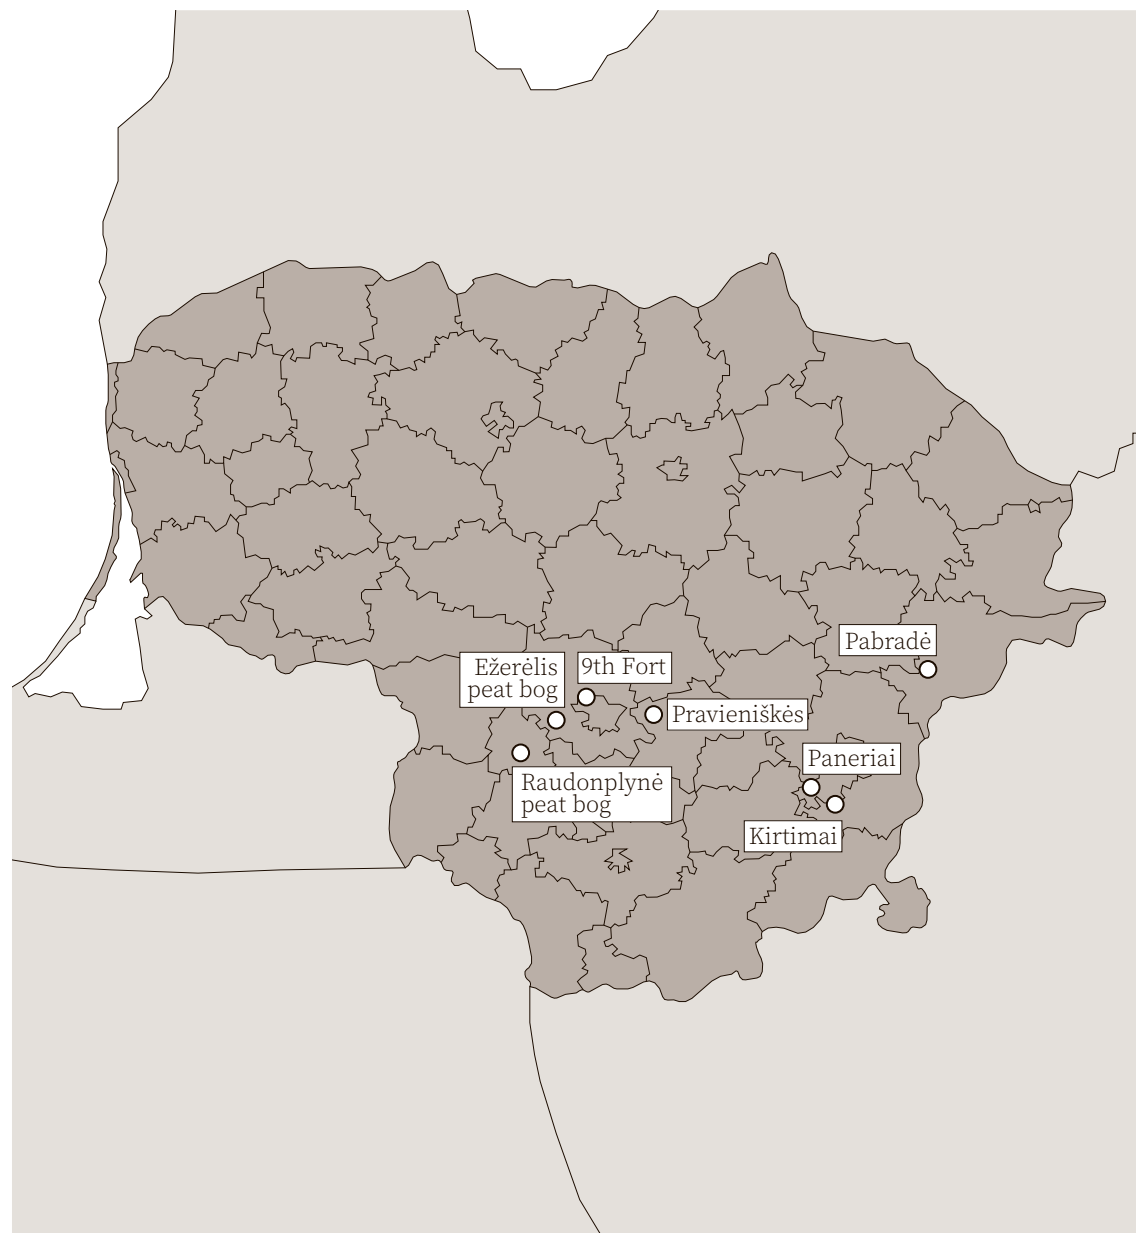 Pabradė
Ežerėlis
peat bog
9th Fort
Pravieniškės
Paneriai
Raudonplynė
peat bog
Kirtimai